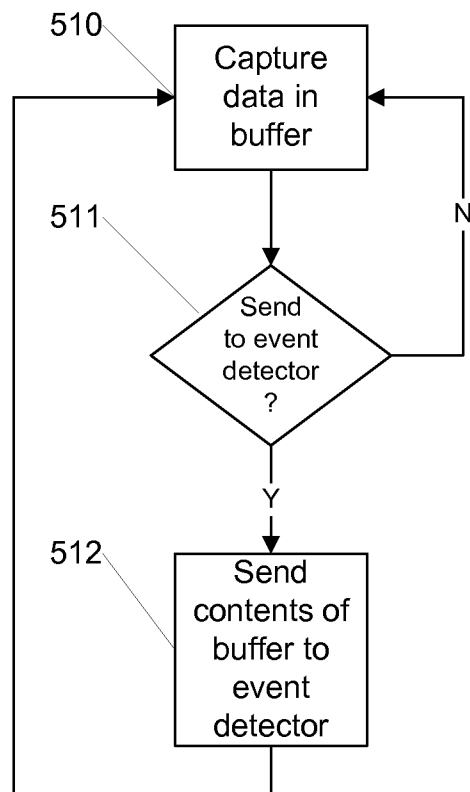 510
Capture
data in
buffer
N
511
Send
to event
detector
?
Y
512
Send
contents of
buffer to
event
detector